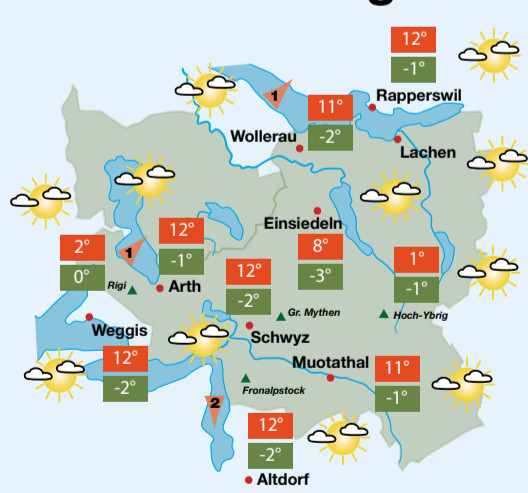 12°
-1°
Rapperswil
1
11°
-2°
Wollerau
Lachen
Einsiedeln
8°
-3°
12°
-1°
2°
0°
1
Rigi
Arth
12°
-2°
1°
-1°
Gr. Mythen
Hoch-Ybrig
Weggis
Schwyz
12°
-2°
Muotathal
11°
-1°
Fronalpstock
2
12°
-2°
Altdorf